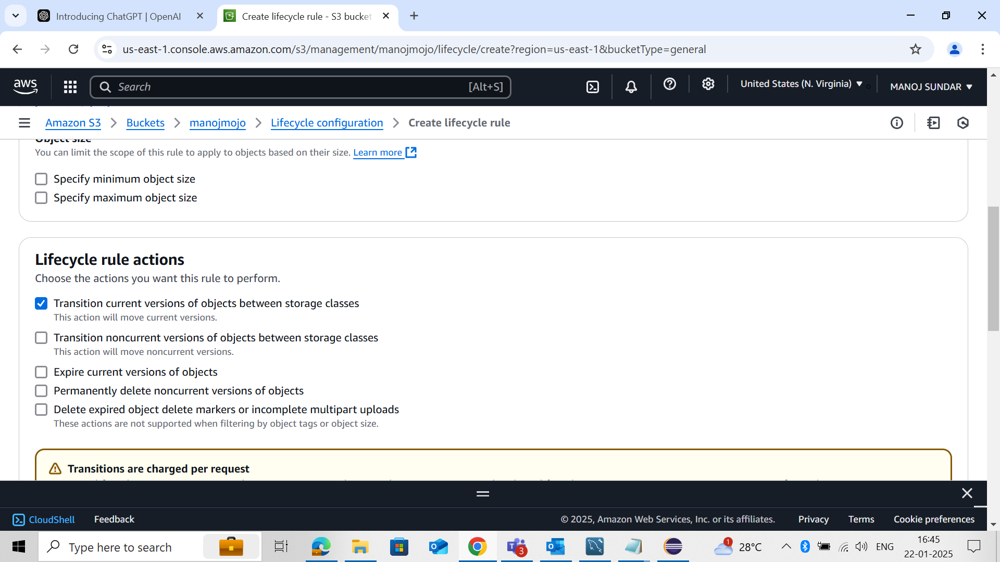 Introducing ChatGPT | OpenAI
Create lifecycle rule - S3 bucket
us-east-1.console.aws.amazon.com/s3/management/manojmojo/lifecycle/create?region=us-east-1&bucketType=general
aws
Search
[Alt+S]
United States (N. Virginia)
MANOJ SUNDAR
Amazon S3
Buckets
manojmojo
Lifecycle configuration
Create lifecycle rule
Object size
You can limit the scope of this rule to apply to objects based on their size. Learn more
Specify minimum object size
Specify maximum object size
Lifecycle rule actions
Choose the actions you want this rule to perform.
Transition current versions of objects between storage classes
This action will move current versions.
Transition noncurrent versions of objects between storage classes
This action will move noncurrent versions.
Expire current versions of objects
Permanently delete noncurrent versions of objects
Delete expired object delete markers or incomplete multipart uploads
These actions are not supported when filtering by object tags or object size.
Transitions are charged per request
CloudShell
Feedback
© 2025, Amazon Web Services, Inc. or its affiliates.
Privacy
Terms
Cookie preferences
Type here to search
3
1
28°C
ENG
16:45
22-01-2025